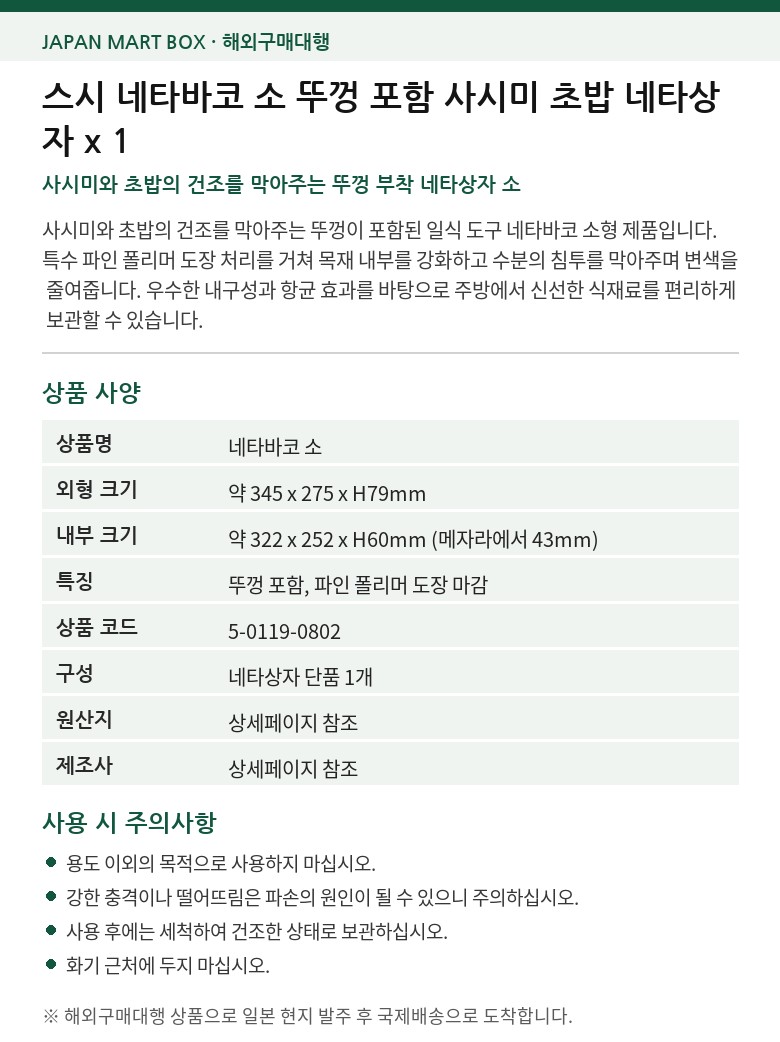 JAPAN MART BOX · 해외구매대행
스시 네타바코 소 뚜껑 포함 사시미 초밥 네타상
자 x 1
사시미와 초밥의 건조를 막아주는 뚜껑 부착 네타상자 소
사시미와 초밥의 건조를 막아주는 뚜껑이 포함된 일식 도구 네타바코 소형 제품입니다.
특수 파인 폴리머 도장 처리를 거쳐 목재 내부를 강화하고 수분의 침투를 막아주며 변색을
줄여줍니다. 우수한 내구성과 항균 효과를 바탕으로 주방에서 신선한 식재료를 편리하게
보관할 수 있습니다.
상품 사양
상품명 네타바코 소
외형 크기 약 345 x 275 x H79mm
내부 크기 약 322 x 252 x H60mm (메자라에서 43mm)
특징 뚜껑 포함, 파인 폴리머 도장 마감
상품 코드 5-0119-0802
구성 네타상자 단품 1개
원산지 상세페이지 참조
제조사 상세페이지 참조
사용 시 주의사항
● 용도 이외의 목적으로 사용하지 마십시오.
● 강한 충격이나 떨어뜨림은 파손의 원인이 될 수 있으니 주의하십시오.
● 사용 후에는 세척하여 건조한 상태로 보관하십시오.
● 화기 근처에 두지 마십시오.
※ 해외구매대행 상품으로 일본 현지 발주 후 국제배송으로 도착합니다.